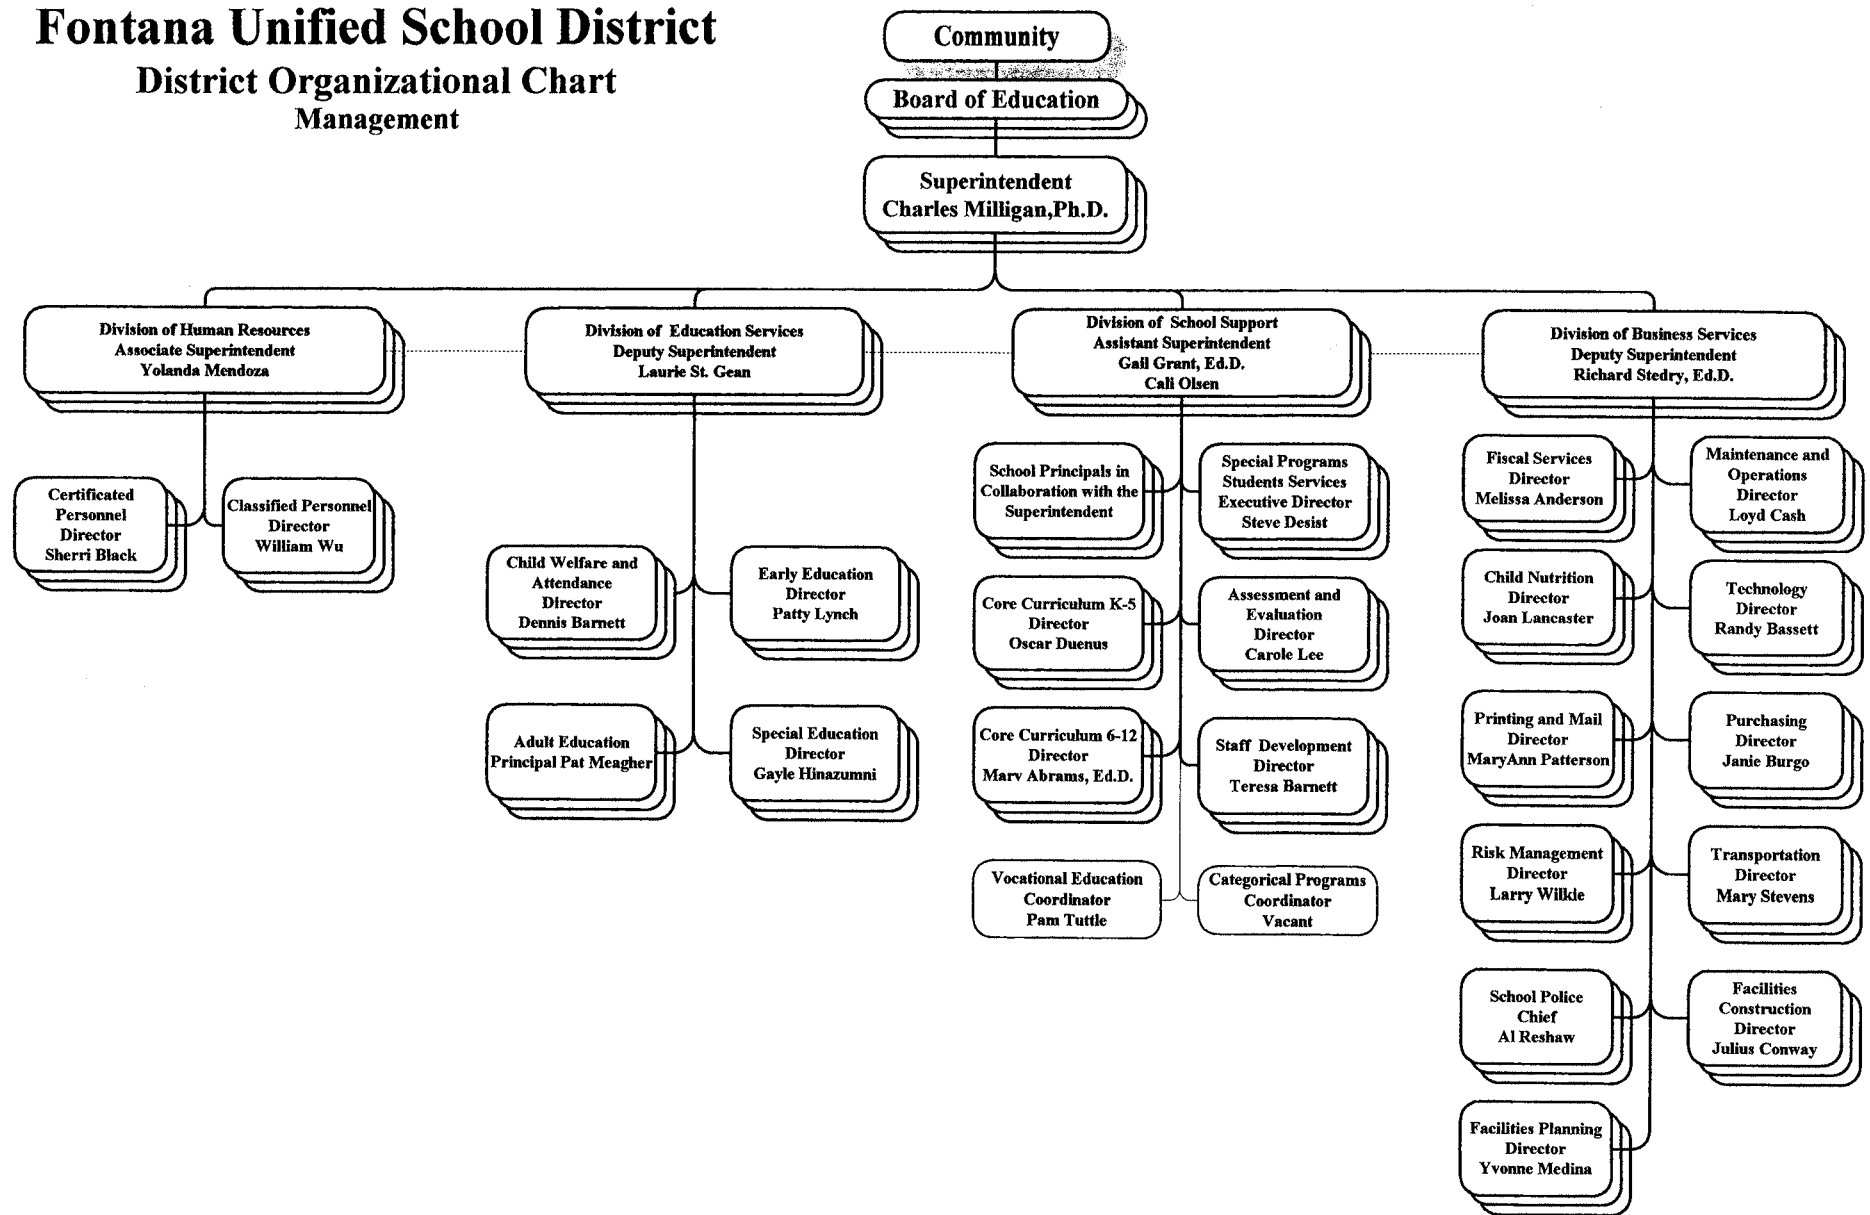 Fontana Unified School District
District Organizational Chart
Management
Community
Board of Education
Superintendent
Charles Milligan,Ph.D.
Division of Human Resources
Associate Superintendent
Yolanda Mendoza
Division of Education Services
Deputy Superintendent
Laurie St. Gean
Division of School Support
Assistant Superintendent
Gail Grant, Ed.D.
Cali Olsen
Division of Business Services
Deputy Superintendent
Richard Stedry, Ed.D.
Certificated
Personnel
Director
Sherri Black
Classified Personnel
Director
William Wu
Child Welfare and
Attendance
Director
Dennis Barnett
Early Education
Director
Patty Lynch
Adult Education
Principal Pat Meagher
Special Education
Director
Gayle Hinazumni
School Principals in
Collaboration with the
Superintendent
Special Programs
Students Services
Executive Director
Steve Desist
Core Curriculum K-5
Director
Oscar Duenus
Assessment and
Evaluation
Director
Carole Lee
Core Curriculum 6-12
Director
Marv Abrams, Ed.D.
Staff Development
Director
Teresa Barnett
Vocational Education
Coordinator
Pam Tuttle
Categorical Programs
Coordinator
Vacant
Fiscal Services
Director
Melissa Anderson
Maintenance and
Operations
Director
Loyd Cash
Child Nutrition
Director
Joan Lancaster
Technology
Director
Randy Bassett
Printing and Mail
Director
MaryAnn Patterson
Purchasing
Director
Janie Burgo
Risk Management
Director
Larry Wilkie
Transportation
Director
Mary Stevens
School Police
Chief
Al Reshaw
Facilities
Construction
Director
Julius Conway
Facilities Planning
Director
Yvonne Medina